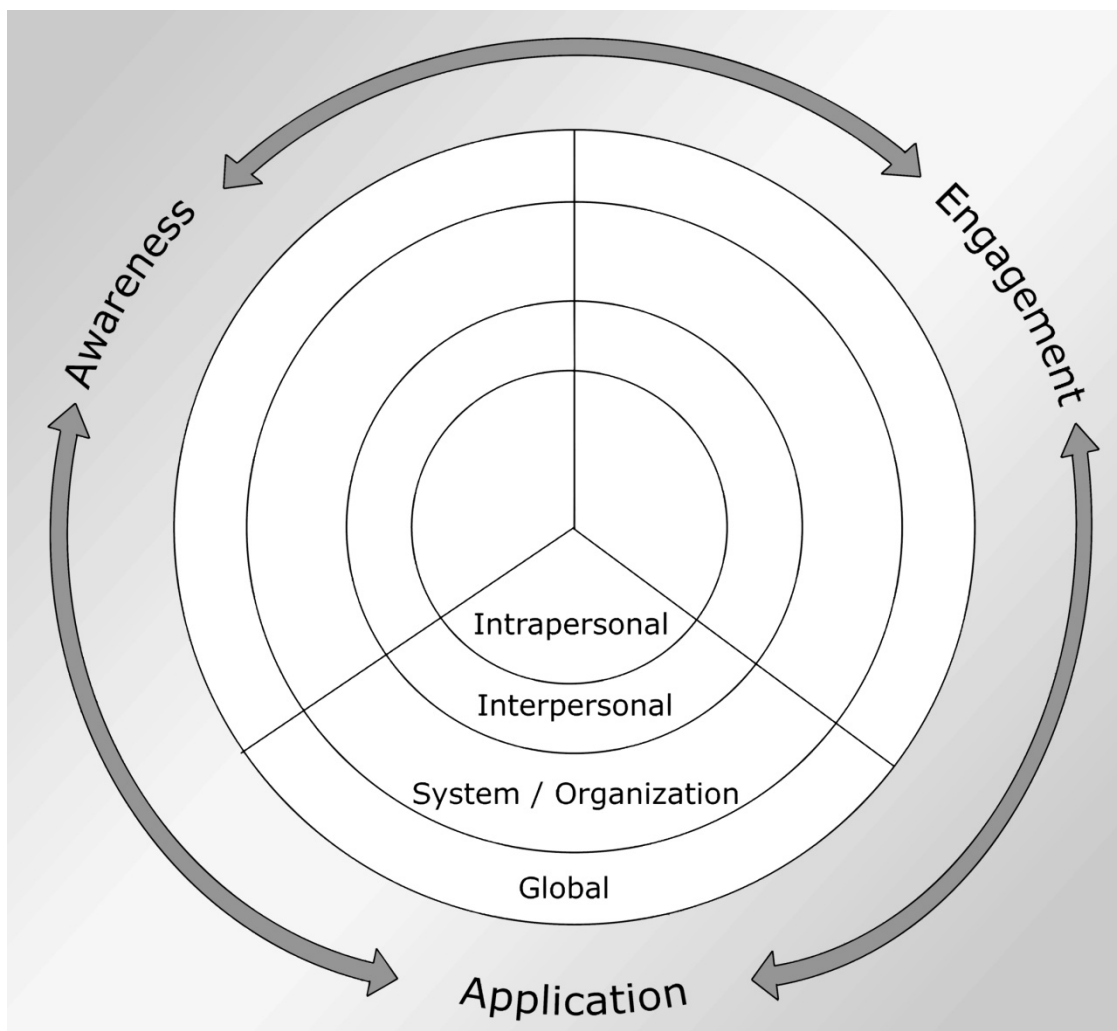 Awareness
Engagement
Intrapersonal
Interpersonal
System / Organization
Global
Application